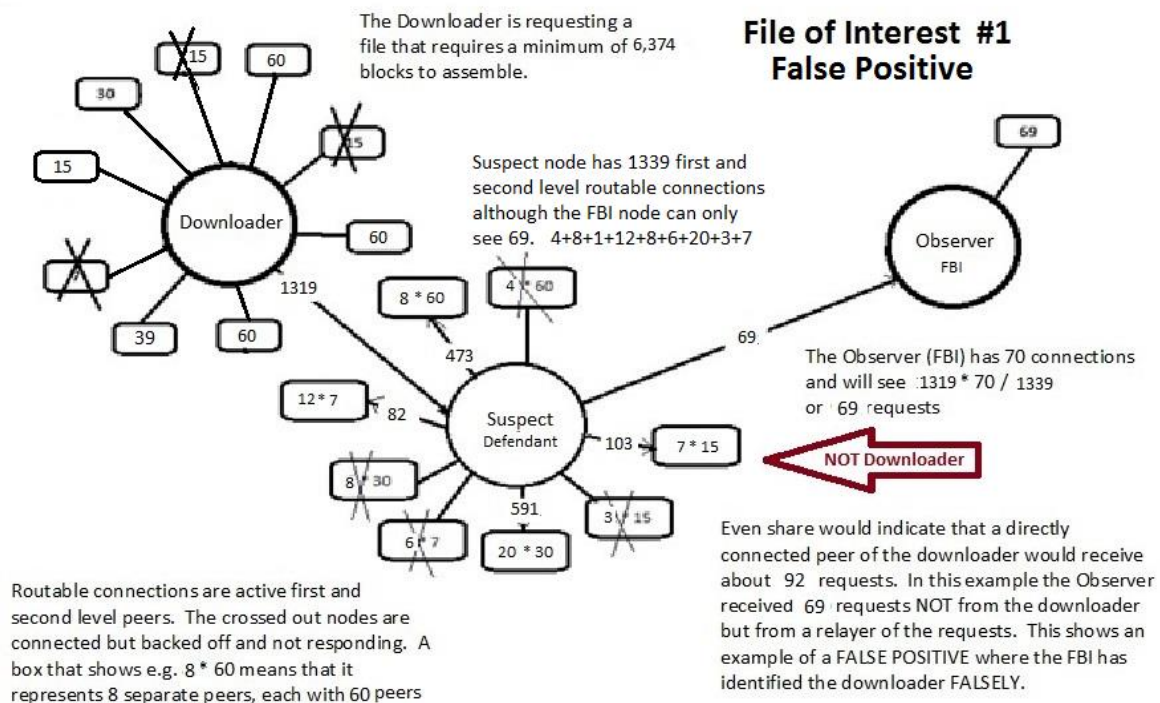 The Downloader is requesting a
file that requires a minimum of 6,374
blocks to assemble.
File of Interest #1
False Positive
15
60
30
15
15
Downloader
60
39
60
1319
Suspect node has 1339 first and
second level routable connections
although the FBI node can only
see 69. 4+8+1+12+8+6+20+3+7
69
Observer
FBI
8 * 60
4 * 60
473
69
12 * 7
82
Suspect
Defendant
103
7 * 15
8 * 30
6 * 7
591
20 * 30
3 * 15
The Observer (FBI) has 70 connections
and will see 1319 * 70 / 1339
or 69 requests
NOT Downloader
Even share would indicate that a directly
connected peer of the downloader would receive
about 92 requests. In this example the Observer
received 69 requests NOT from the downloader
but from a relayer of the requests. This shows an
example of a FALSE POSITIVE where the FBI has
identified the downloader FALSELY.
Routable connections are active first and
second level peers. The crossed out nodes are
connected but backed off and not responding. A
box that shows e.g. 8 * 60 means that it
represents 8 separate peers, each with 60 peers